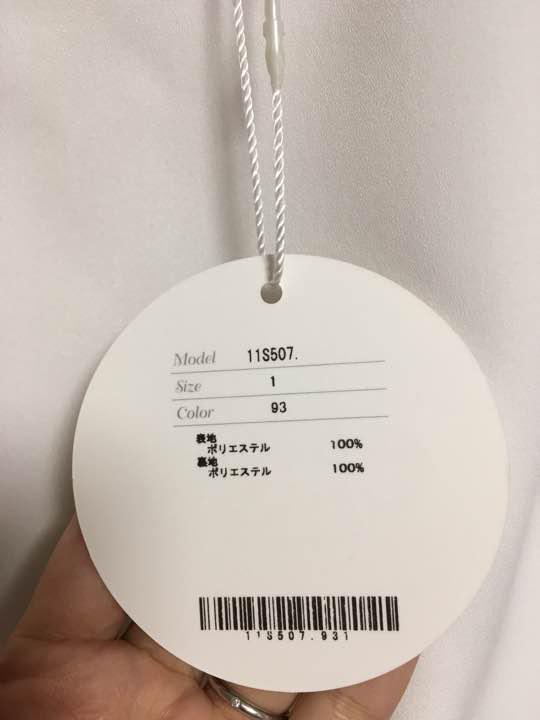 Model 11S507.
Size 1
Color 93
表地
ポリエステル 100%
裏地
ポリエステル 100%
11S507.931